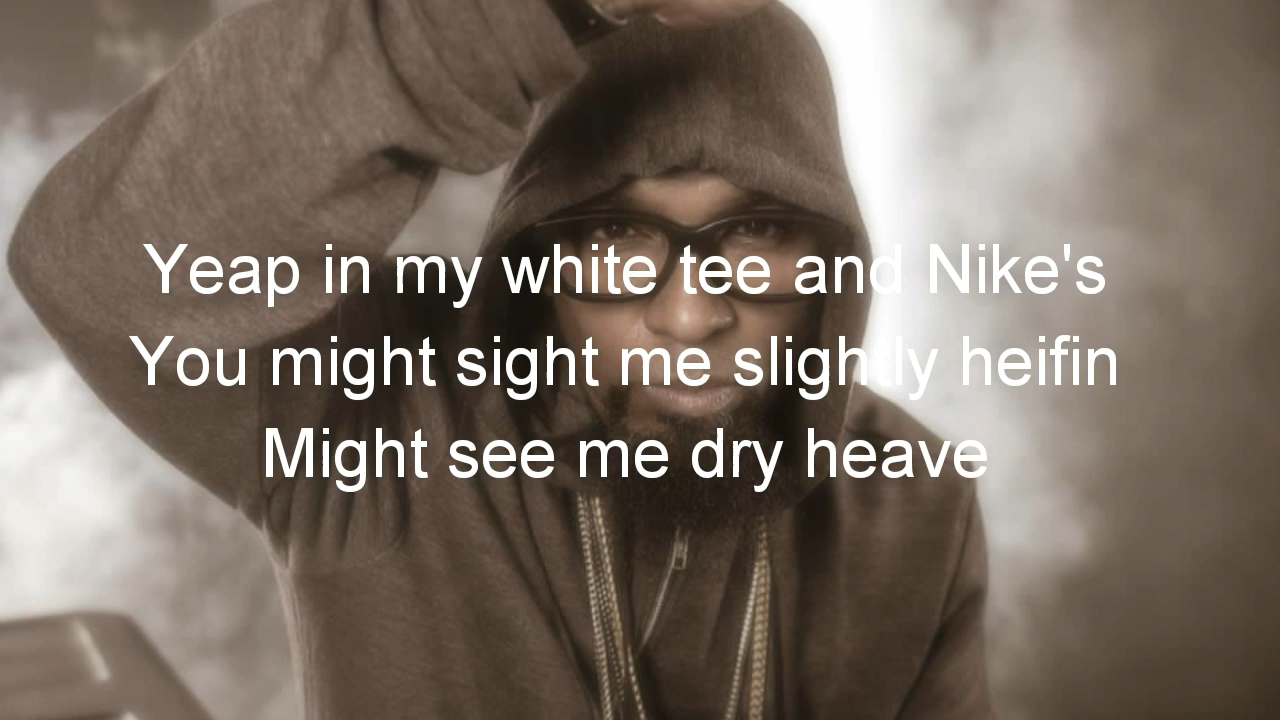 Yeap in my white tee and Nike's
You might sight me slightly heifin
Might see me dry heave